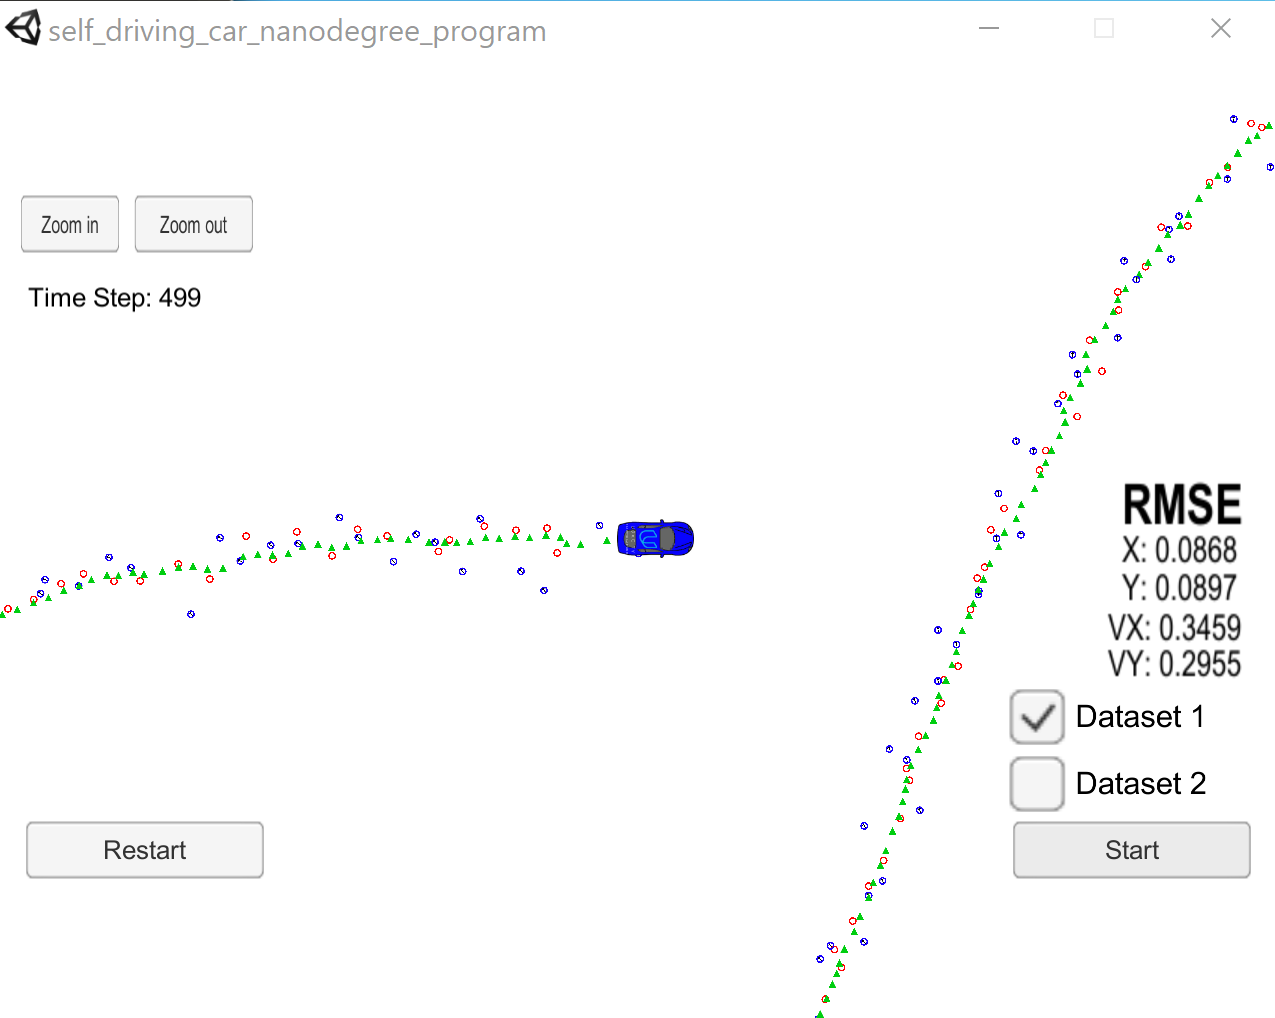 self_driving_car_nanodegree_program
Zoom in
Zoom out
Time Step: 499
RMSE
X: 0.0868
Y: 0.0897
VX: 0.3459
VY: 0.2955
Dataset 1
Dataset 2
Restart
Start